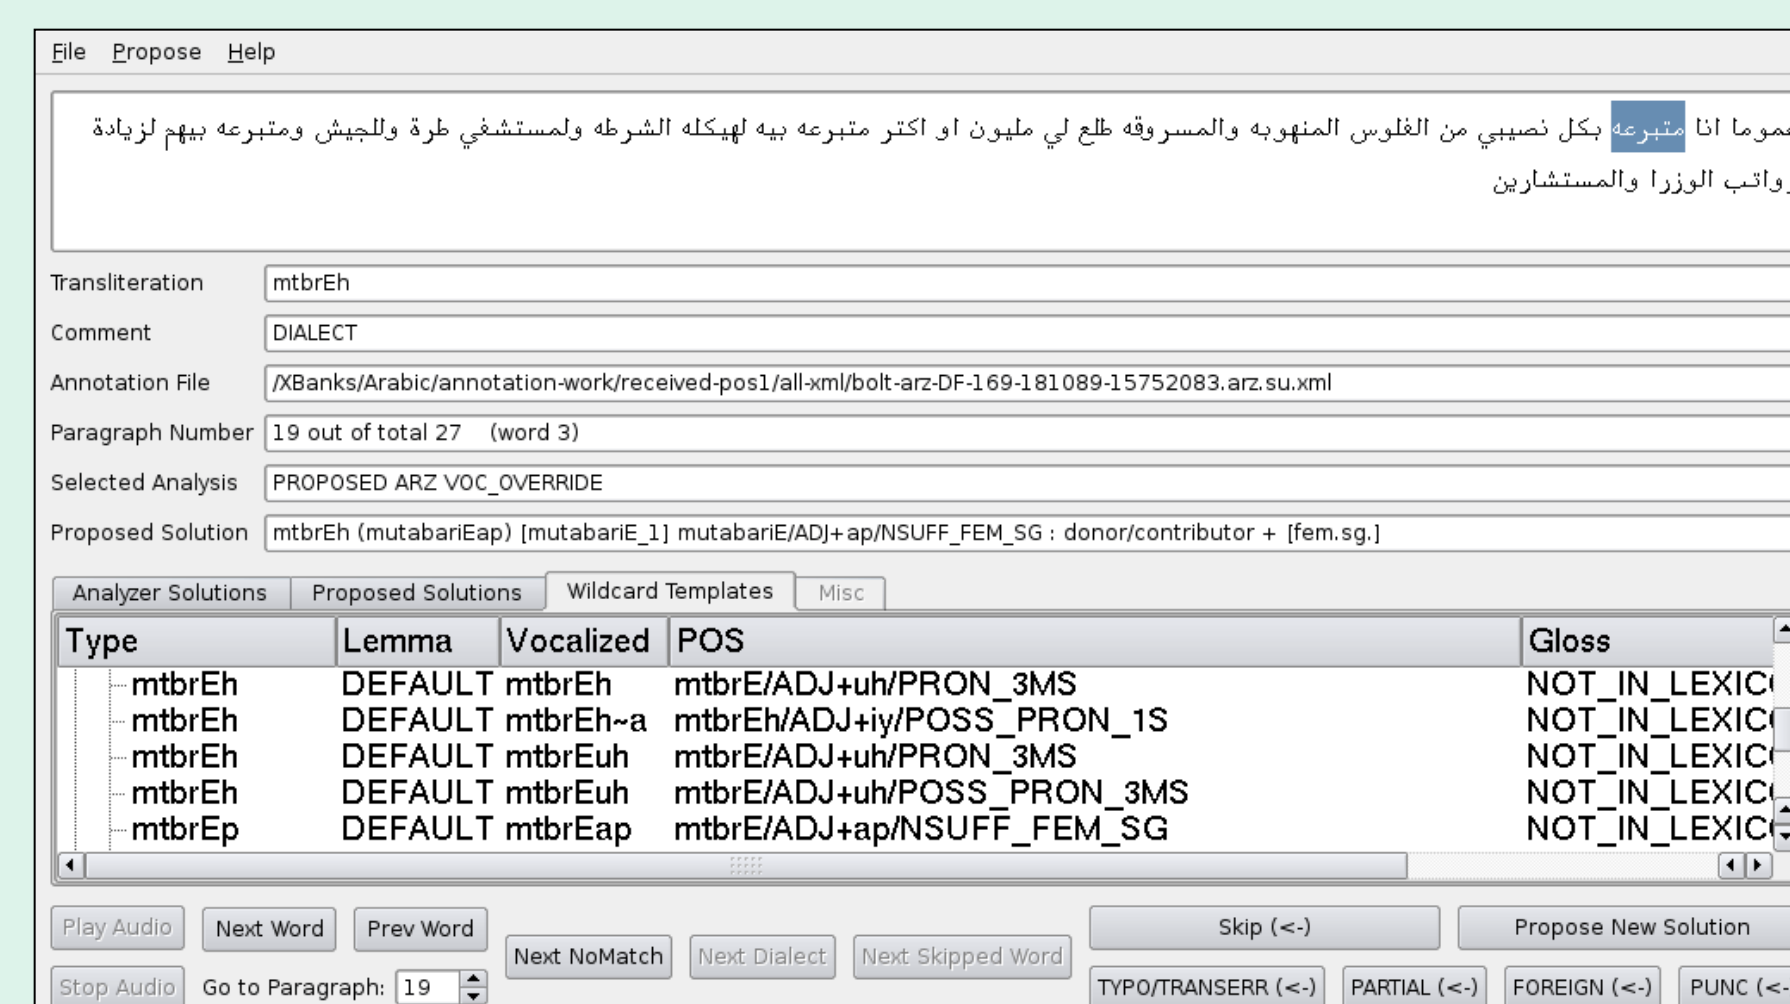 File Propose Help
عموما انا متبرعه بكل نصيبي من الفلوس المنهوبه والمسروقه طلع لي مليون او اكتر متبرعه بيه لهيكله الشرطه ولمستشفي طرة وللجيش ومتبرعه بيهم لزيادة
رواتب الوزرا والمستشارين
Transliteration mtbrEh
Comment DIALECT
Annotation File /XBanks/Arabic/annotation-work/received-pos1/all-xml/bolt-arz-DF-169-181089-15752083.arz.su.xml
Paragraph Number 19 out of total 27 (word 3)
Selected Analysis PROPOSED ARZ VOC_OVERRIDE
Proposed Solution mtbrEh (mutabariEap) [mutabariE_1] mutabariE/ADJ+ap/NSUFF_FEM_SG : donor/contributor + [fem.sg.]
Analyzer Solutions Proposed Solutions Wildcard Templates Misc
Type Lemma Vocalized POS Gloss
mtbrEh DEFAULT mtbrEh mtbrE/ADJ+uh/PRON_3MS NOT_IN_LEXIC
mtbrEh DEFAULT mtbrEh~a mtbrEh/ADJ+iy/POSS_PRON_1S NOT_IN_LEXIC
mtbrEh DEFAULT mtbrEuh mtbrE/ADJ+uh/PRON_3MS NOT_IN_LEXIC
mtbrEh DEFAULT mtbrEuh mtbrE/ADJ+uh/POSS_PRON_3MS NOT_IN_LEXIC
mtbrEp DEFAULT mtbrEap mtbrE/ADJ+ap/NSUFF_FEM_SG NOT_IN_LEXIC
Play Audio Next Word Prev Word Next NoMatch Next Dialect Next Skipped Word Skip (<-) Propose New Solution
Stop Audio Go to Paragraph: 19 TYPO/TRANSERR (<-) PARTIAL (<-) FOREIGN (<-) PUNC (<-